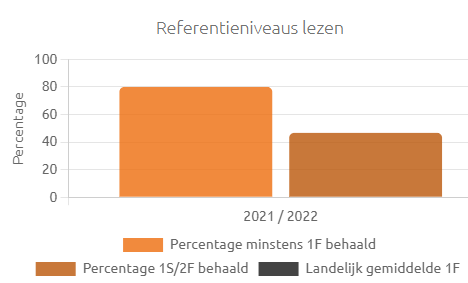 Referentieniveaus lezen
100
80
60
40
20
0
Percentage
2021 / 2022
Percentage minstens 1F behaald
Percentage 1S/2F behaald
Landelijk gemiddelde 1F